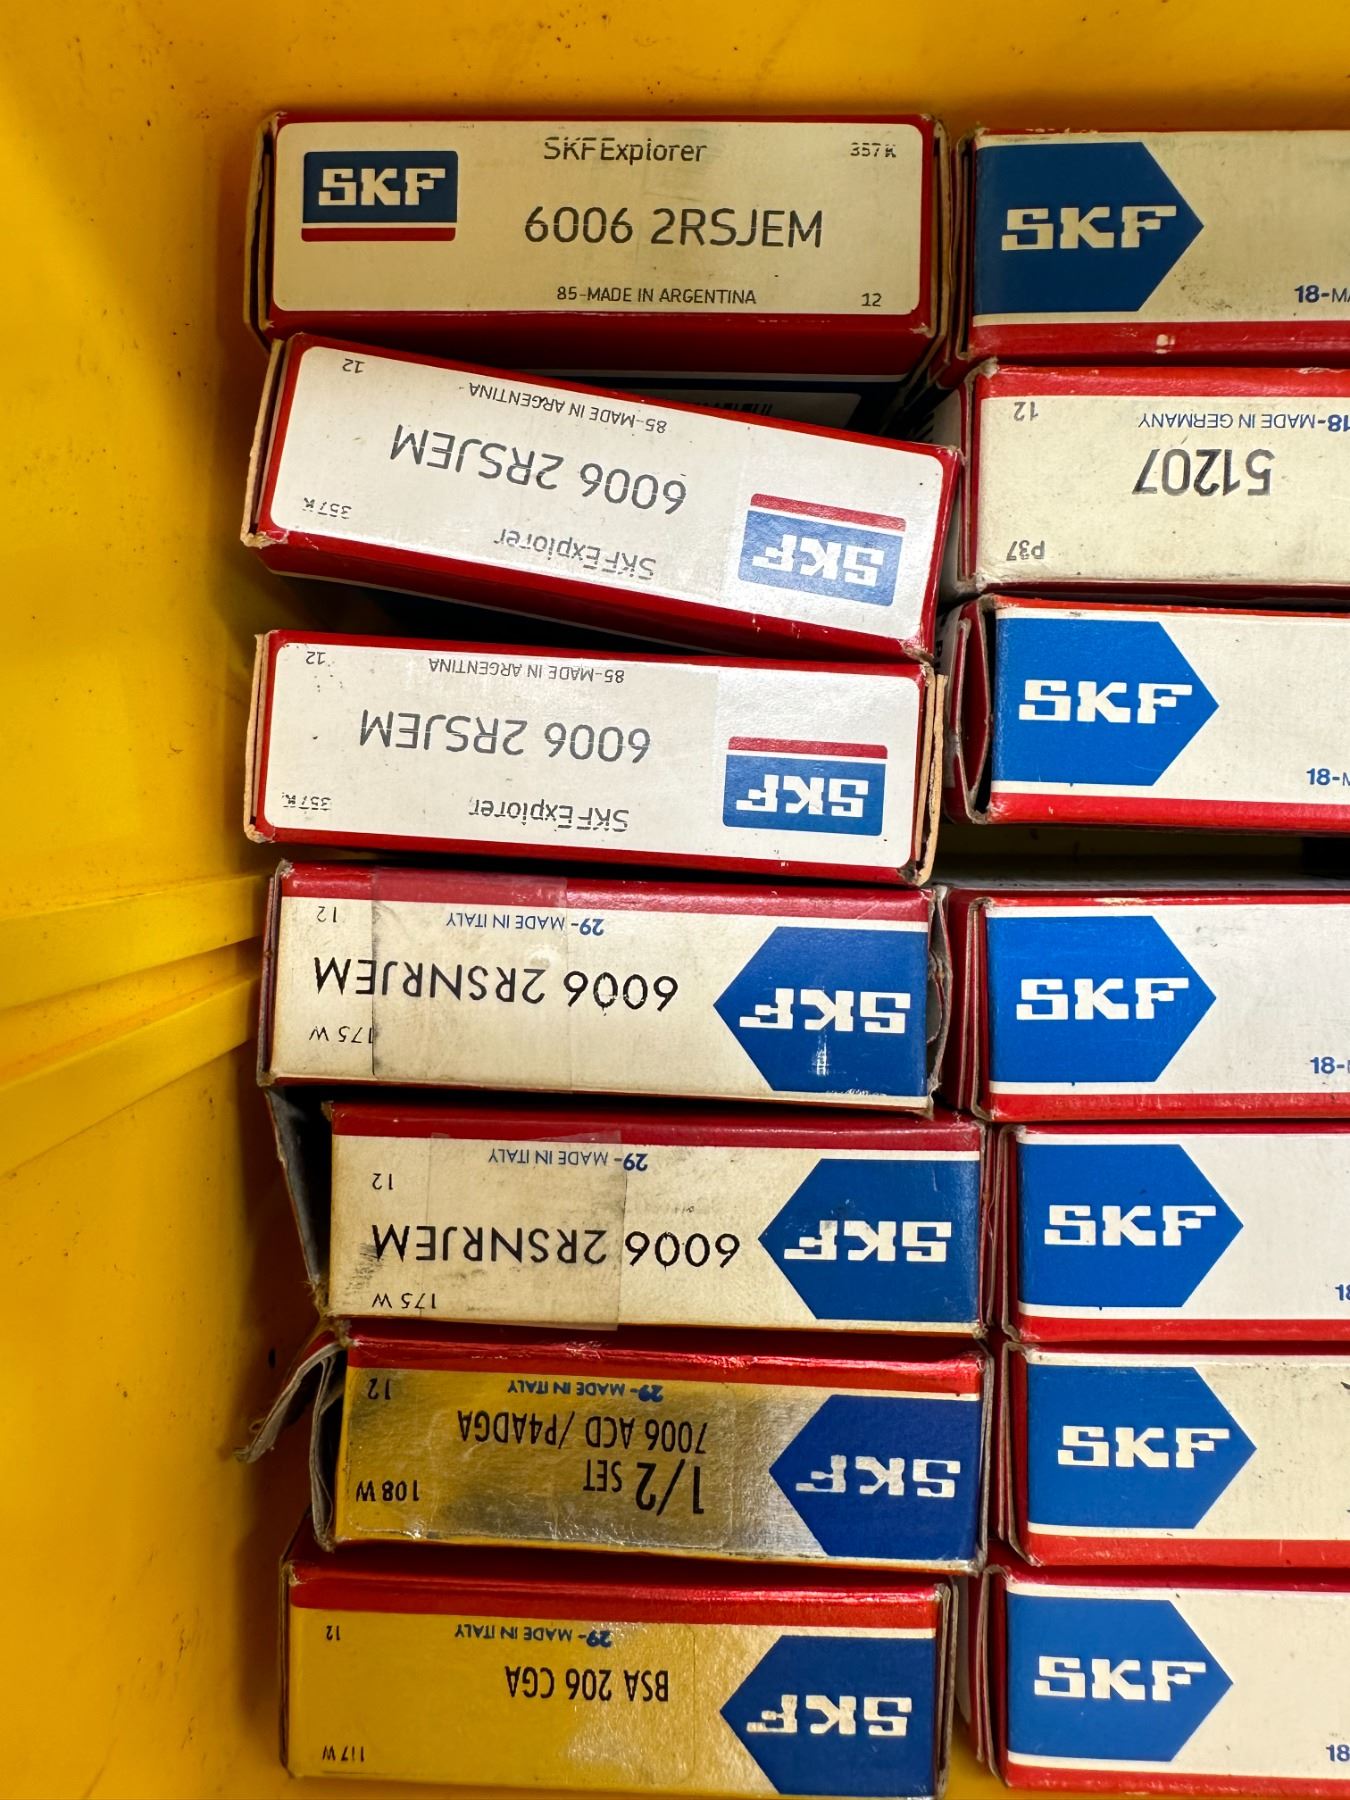 SKF
SKF Explorer
357 K
6006 2RSJEM
85-MADE IN ARGENTINA
12
SKF Explorer
357 K
6006 2RSJEM
SKF
85-MADE IN ARGENTINA
12
SKF Explorer
357 K
6006 2RSJEM
SKF
85-MADE IN ARGENTINA
12
175 W
6006 2RSNRJEM
SKF
29- MADE IN ITALY
12
175 W
6006 2RSNRJEM
SKF
29- MADE IN ITALY
12
1/2 SET
108 W
7006 ACD /P4ADGA
SKF
29- MADE IN ITALY
12
117 W
BSA 206 CGA
SKF
29- MADE IN ITALY
12
SKF
18-
P37
51207
18- MADE IN GERMANY
12
SKF
18-
SKF
18-
SKF
SKF
SKF
18